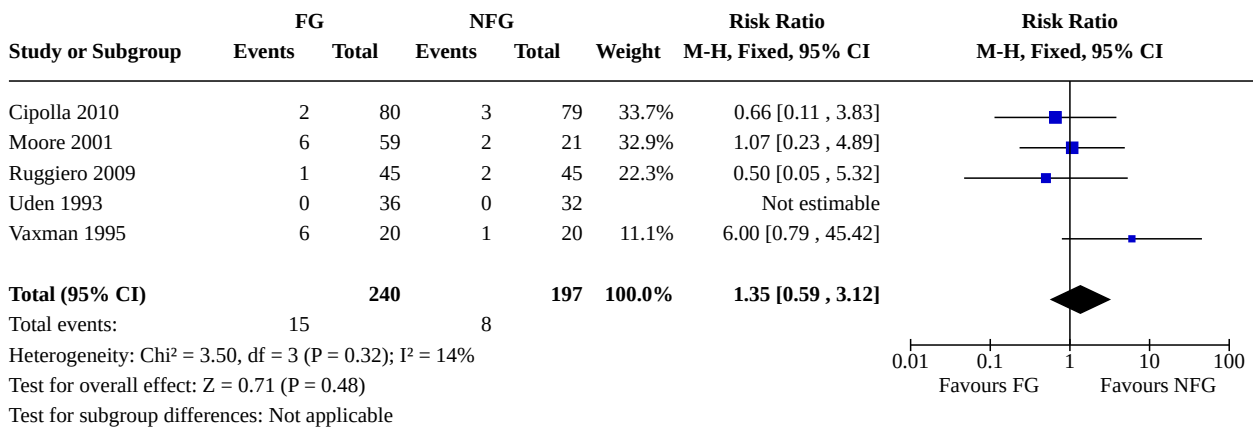 FG NFG Risk Ratio Risk Ratio
Study or Subgroup Events Total Events Total Weight M-H, Fixed, 95% CI M-H, Fixed, 95% CI
Cipolla 2010 2 80 3 79 33.7% 0.66 [0.11 , 3.83]
Moore 2001 6 59 2 21 32.9% 1.07 [0.23 , 4.89]
Ruggiero 2009 1 45 2 45 22.3% 0.50 [0.05 , 5.32]
Uden 1993 0 36 0 32 Not estimable
Vaxman 1995 6 20 1 20 11.1% 6.00 [0.79 , 45.42]
Total (95% CI) 240 197 100.0% 1.35 [0.59 , 3.12]
Total events: 15 8
Heterogeneity: Chi² = 3.50, df = 3 (P = 0.32); I² = 14%
Test for overall effect: Z = 0.71 (P = 0.48)
Test for subgroup differences: Not applicable
0.01 0.1 1 10 100
Favours FG Favours NFG